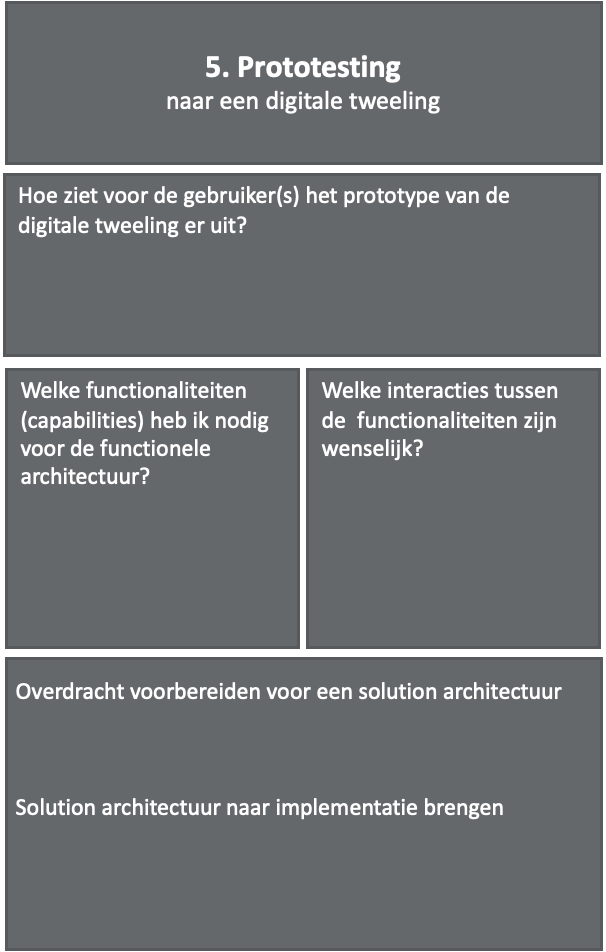 5. Prototesting
naar een digitale tweeling
Hoe ziet voor de gebruiker(s) het prototype van de
digitale tweeling er uit?
Welke functionaliteiten
(capabilities) heb ik nodig
voor de functionele
architectuur?
Welke interacties tussen
de  functionaliteiten zijn
wenselijk?
Overdracht voorbereiden voor een solution architectuur
Solution architectuur naar implementatie brengen